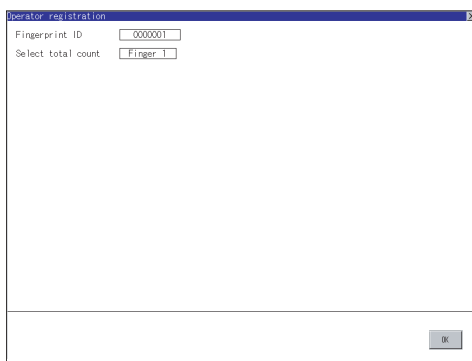 Operator registration
Fingerprint ID 0000001
Select total count Finger 1
OK